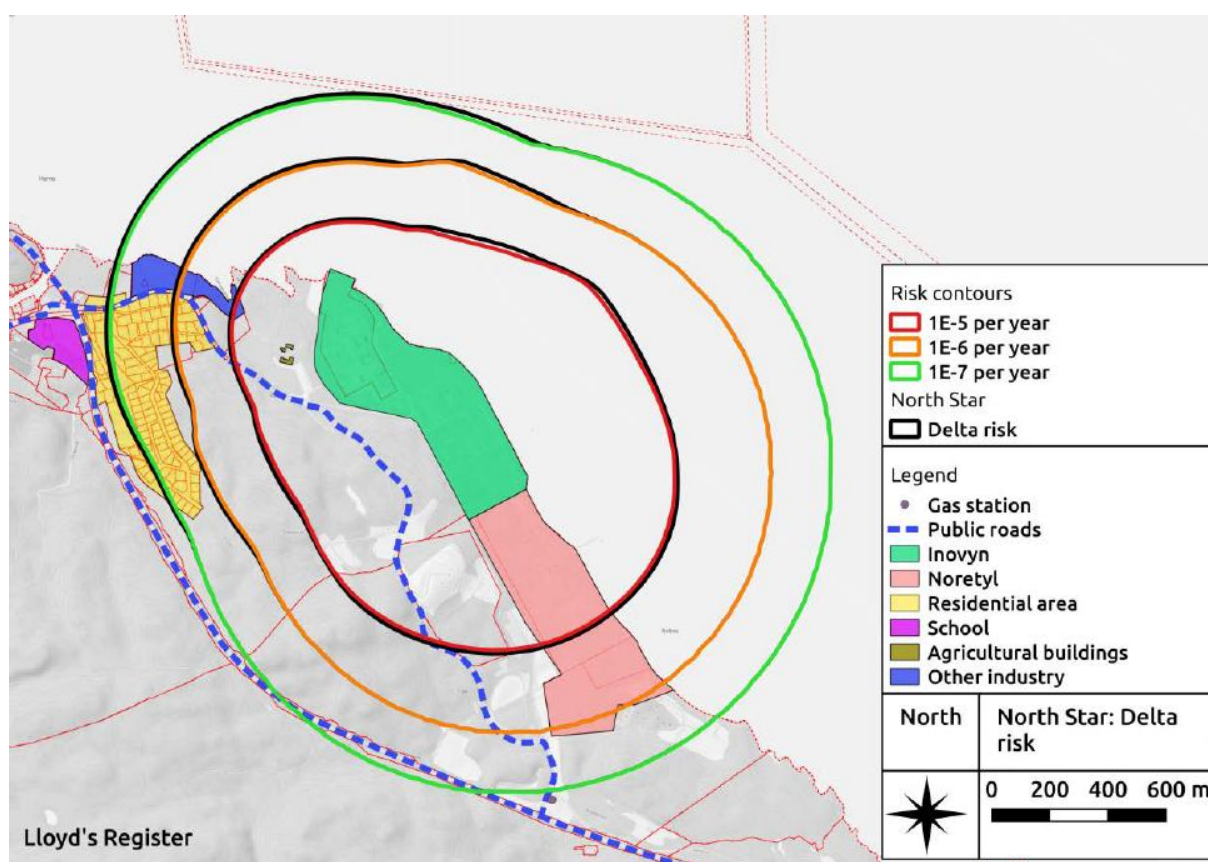 Risk contours
1E-5 per year
1E-6 per year
1E-7 per year
North Star
Delta risk
Legend
Gas station
Public roads
Inovyn
Noretyl
Residential area
School
Agricultural buildings
Other industry
North
North Star: Delta
risk
0 200 400 600 m
Lloyd's Register